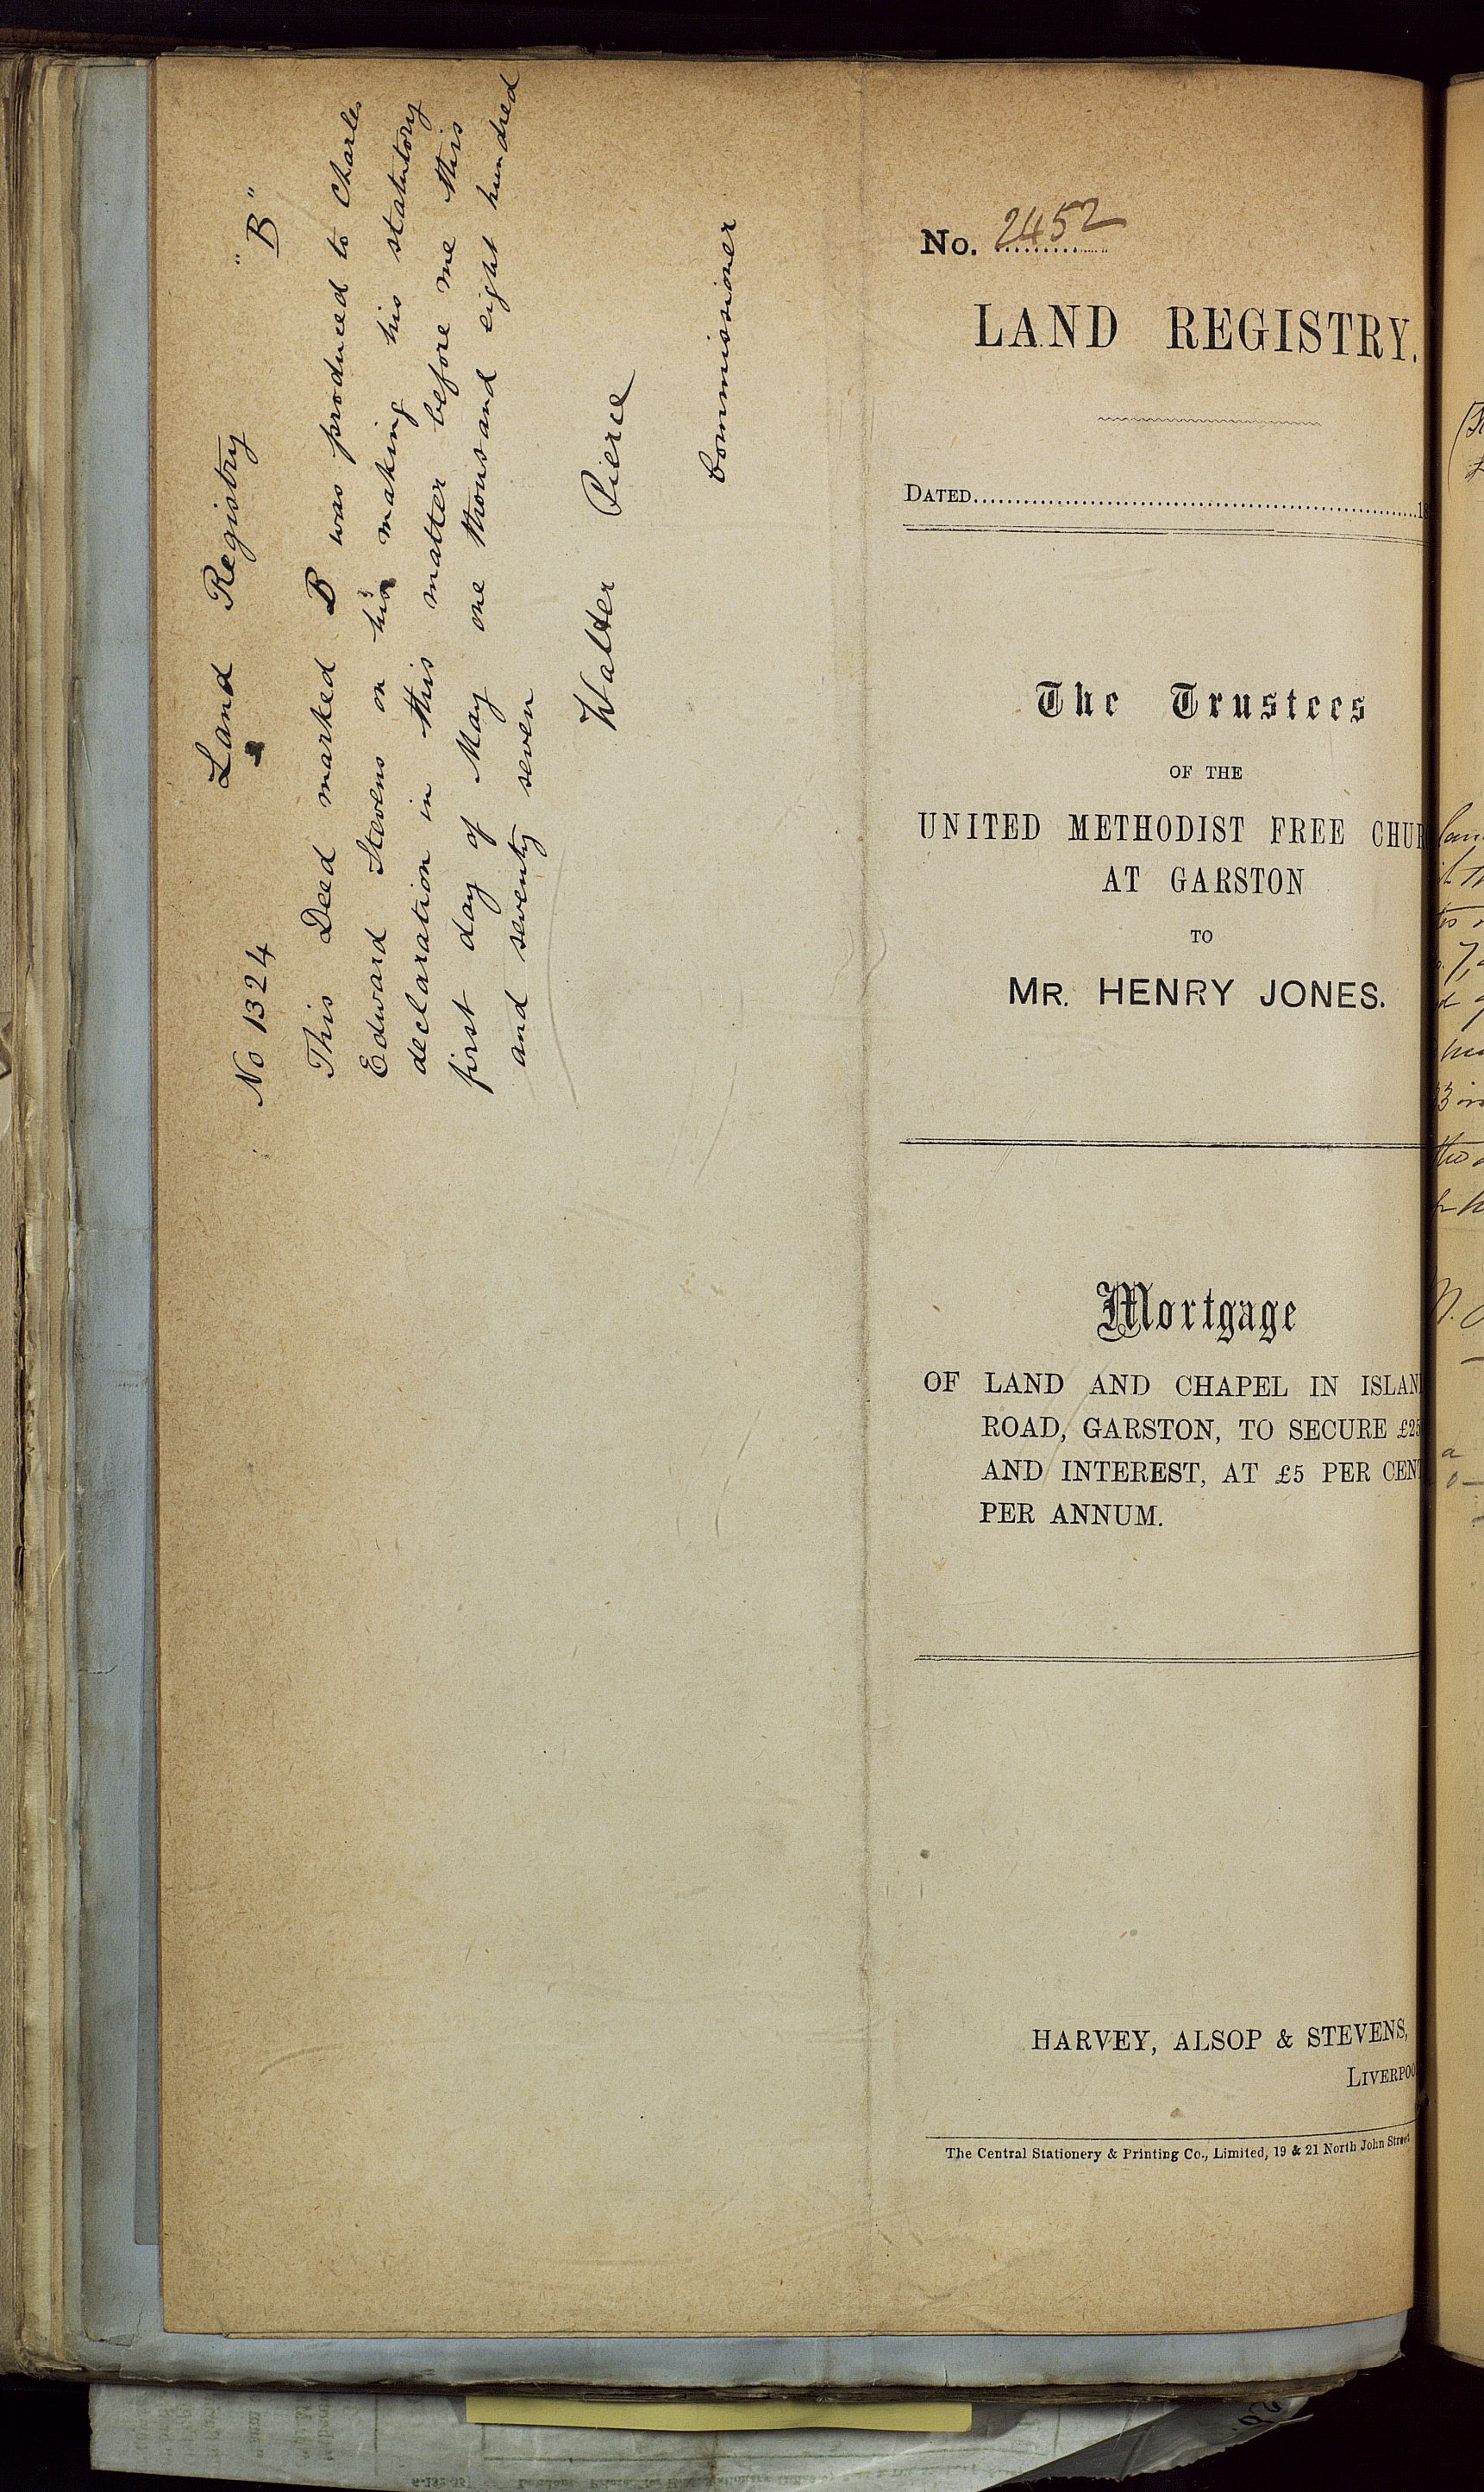 No 1324 Land Registry "B"
This Deed marked B was produced to Charles
Edward Stevens on his making his statutory
declaration in this matter before me this
first day of May one thousand eight hundred
and seventy seven
Walter Pierce
Commissioner
No. 2452
LAND REGISTRY.
DATED
The Trustees
OF THE
UNITED METHODIST FREE CHUR
AT GARSTON
TO
MR. HENRY JONES.
Mortgage
OF LAND AND CHAPEL IN ISLAN
ROAD, GARSTON, TO SECURE £25
AND INTEREST, AT £5 PER CENT
PER ANNUM.
HARVEY, ALSOP & STEVENS,
LIVERPOO
The Central Stationery & Printing Co., Limited, 19 & 21 North John Street